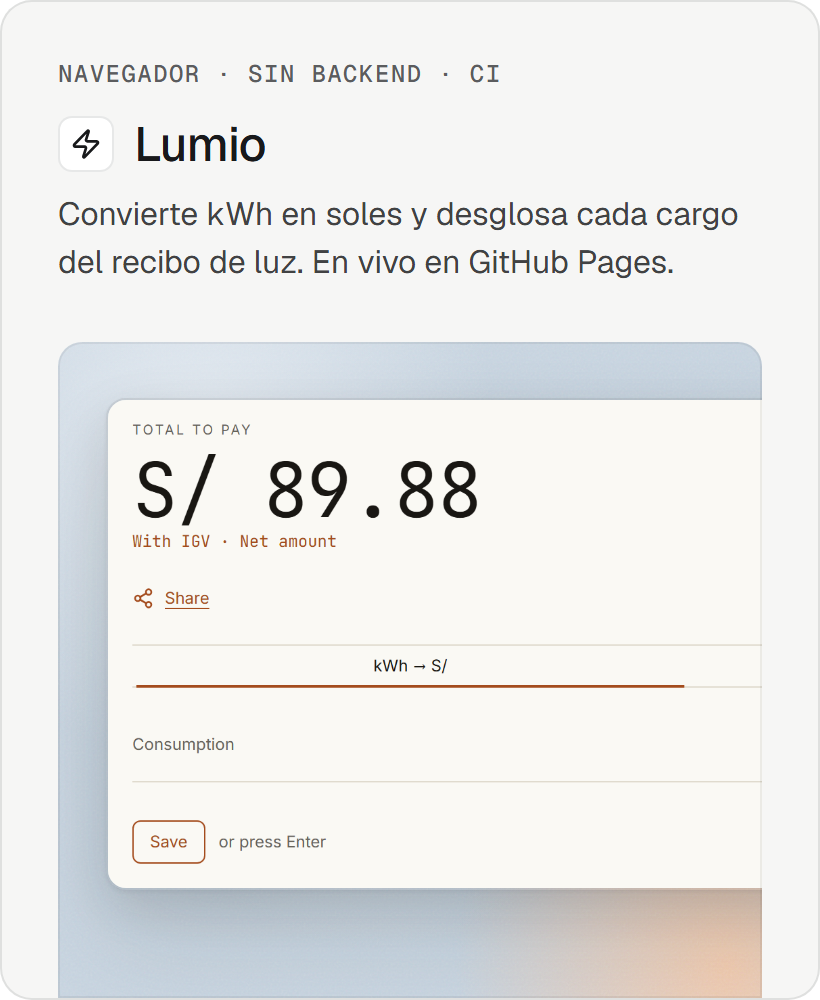 NAVEGADOR · SIN BACKEND · CI
Lumio
Convierte kWh en soles y desglosa cada cargo
del recibo de luz. En vivo en GitHub Pages.
TOTAL TO PAY
S/ 89.88
With IGV · Net amount
Share
kWh → S/
Consumption
Save or press Enter